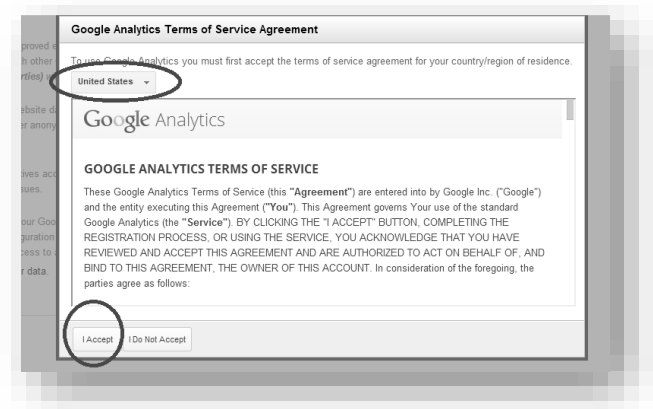 Google Analytics Terms of Service Agreement
To use Google Analytics you must first accept the terms of service agreement for your country/region of residence.
United States
Google Analytics
GOOGLE ANALYTICS TERMS OF SERVICE
These Google Analytics Terms of Service (this "Agreement") are entered into by Google Inc. ("Google")
and the entity executing this Agreement ("You"). This Agreement governs Your use of the standard
Google Analytics (the "Service"). BY CLICKING THE "I ACCEPT" BUTTON, COMPLETING THE
REGISTRATION PROCESS, OR USING THE SERVICE, YOU ACKNOWLEDGE THAT YOU HAVE
REVIEWED AND ACCEPT THIS AGREEMENT AND ARE AUTHORIZED TO ACT ON BEHALF OF, AND
BIND TO THIS AGREEMENT, THE OWNER OF THIS ACCOUNT. In consideration of the foregoing, the
parties agree as follows:
I Accept
I Do Not Accept
h other
r data.